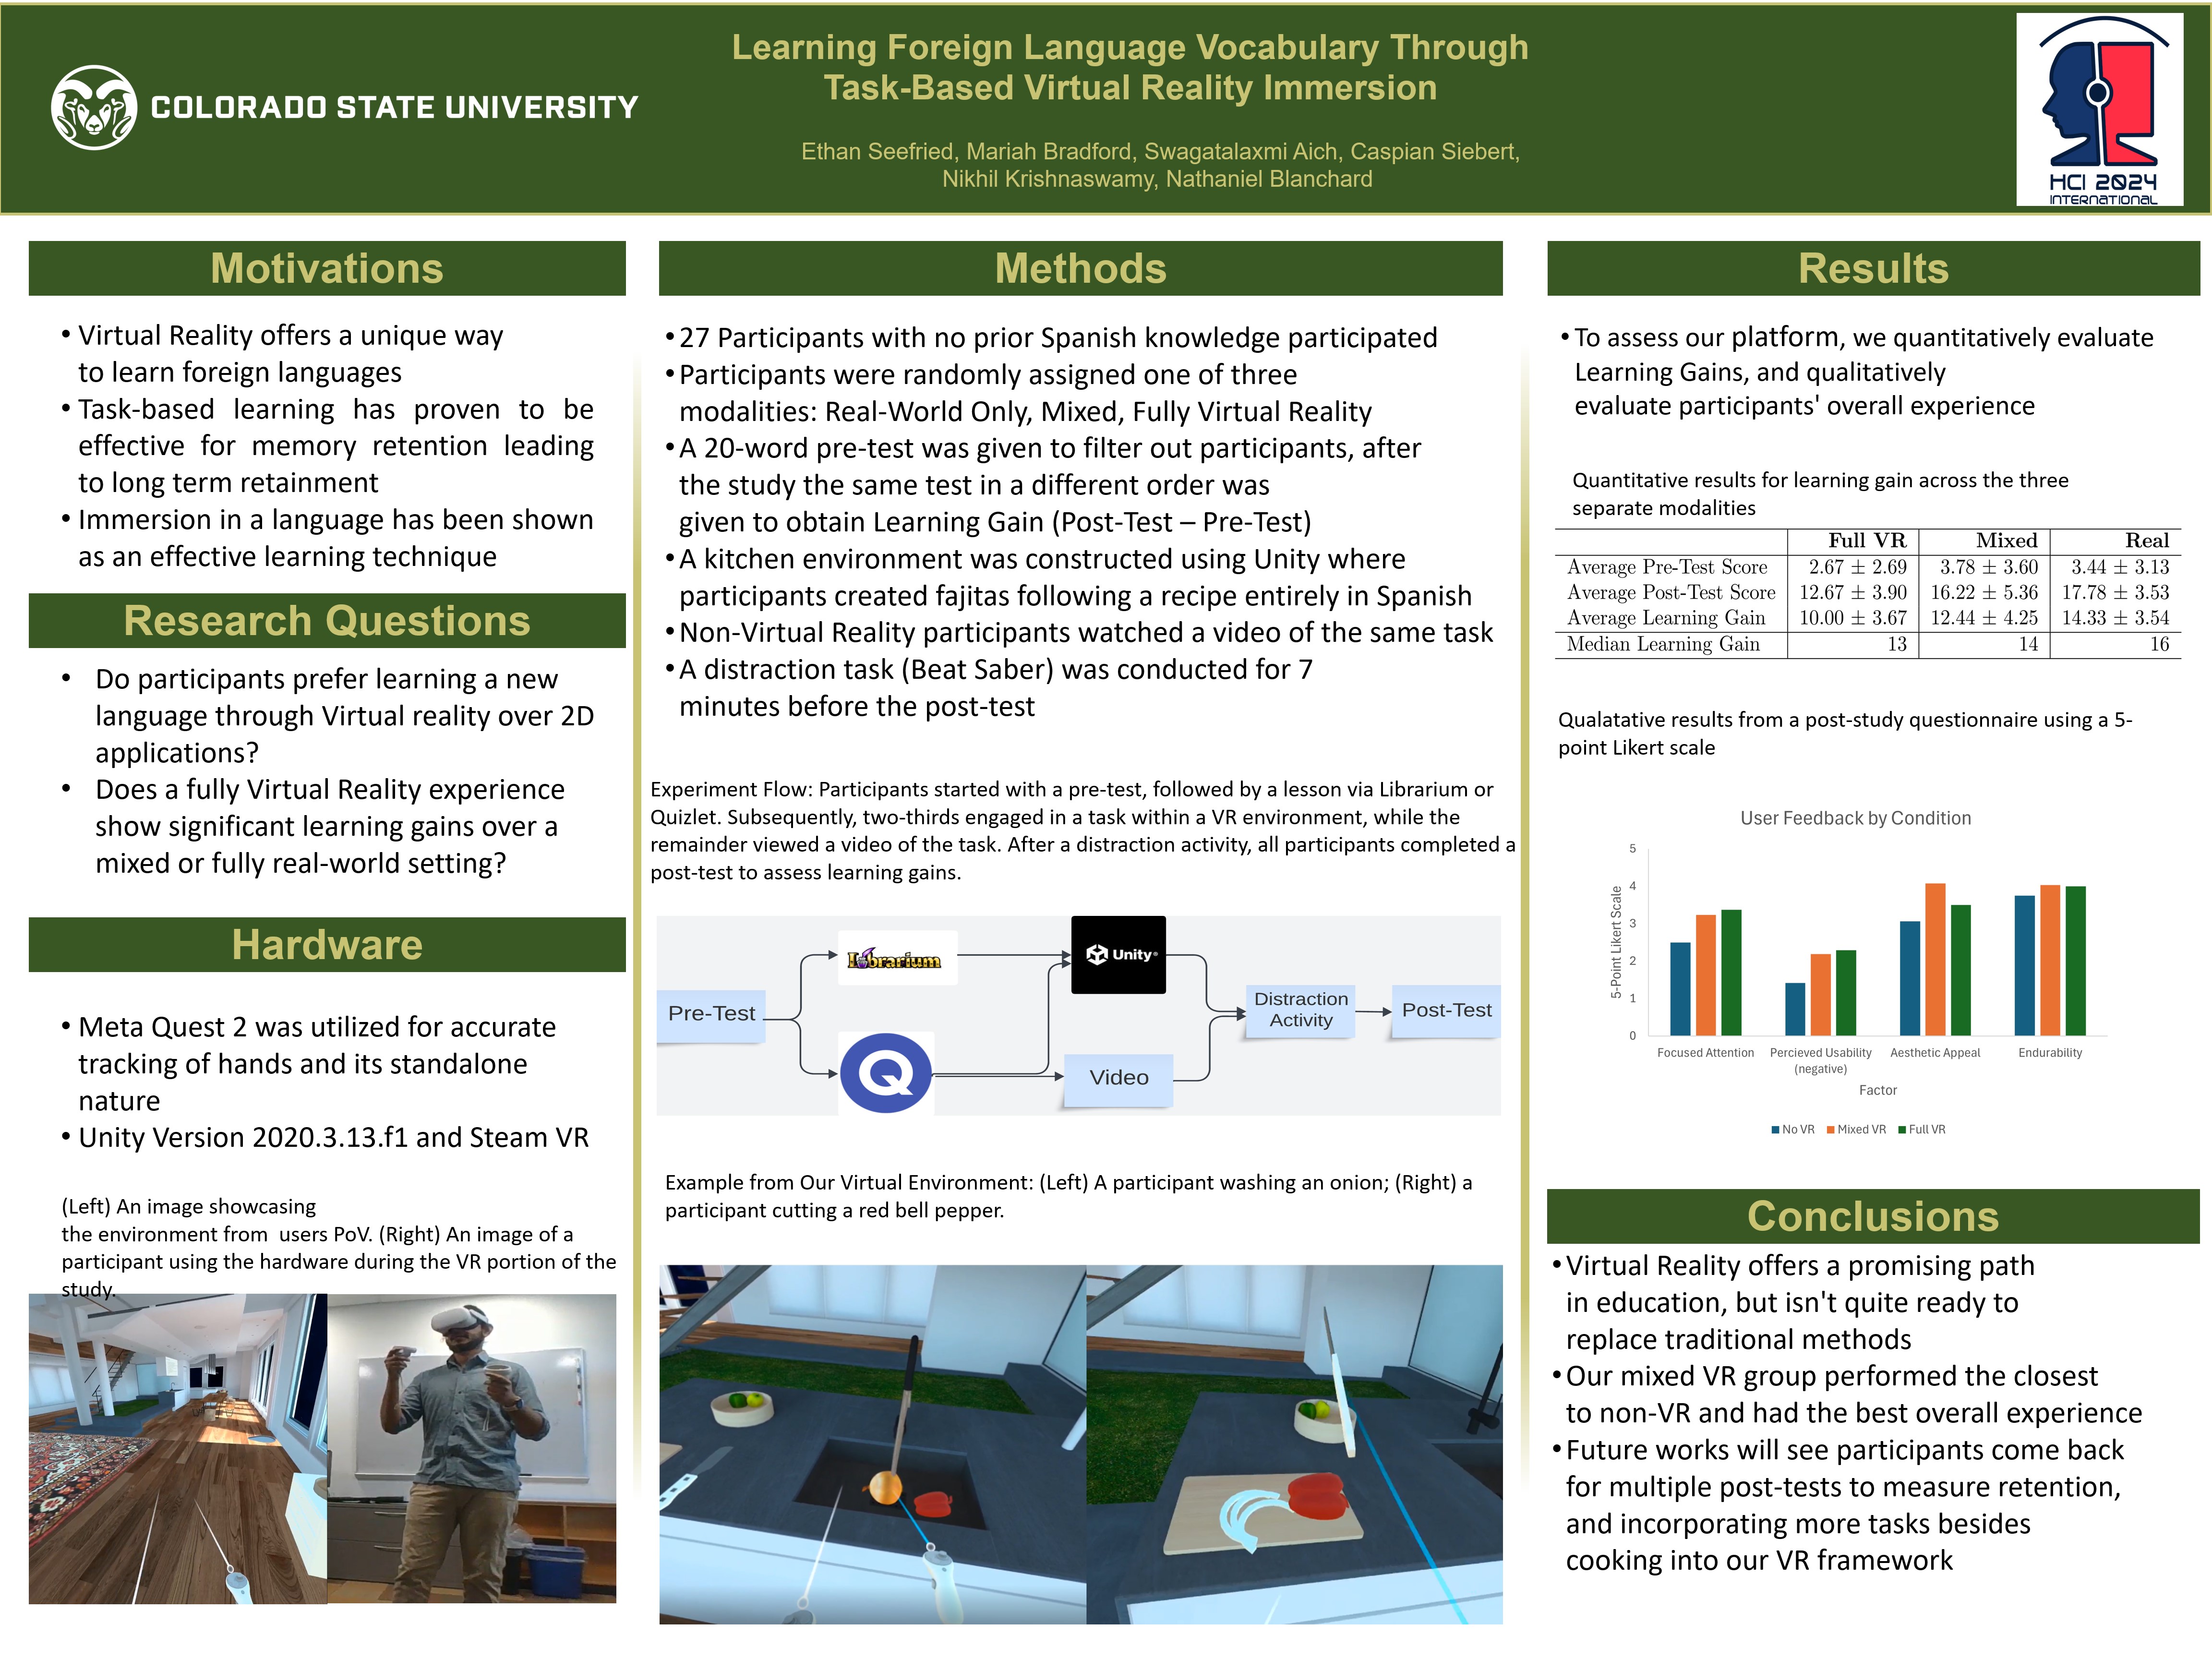 COLORADO STATE UNIVERSITY
Learning Foreign Language Vocabulary Through
Task-Based Virtual Reality Immersion
Ethan Seefried, Mariah Bradford, Swagatalaxmi Aich, Caspian Siebert,
Nikhil Krishnaswamy, Nathaniel Blanchard
HCI 2024
INTERNATIONAL
Motivations
• Virtual Reality offers a unique way
to learn foreign languages
• Task-based learning has proven to be
effective for memory retention leading
to long term retainment
• Immersion in a language has been shown
as an effective learning technique
Research Questions
• Do participants prefer learning a new
language through Virtual reality over 2D
applications?
• Does a fully Virtual Reality experience
show significant learning gains over a
mixed or fully real-world setting?
Hardware
• Meta Quest 2 was utilized for accurate
tracking of hands and its standalone
nature
• Unity Version 2020.3.13.f1 and Steam VR
(Left) An image showcasing
the environment from users PoV. (Right) An image of a
participant using the hardware during the VR portion of the
study.
Methods
• 27 Participants with no prior Spanish knowledge participated
• Participants were randomly assigned one of three
modalities: Real-World Only, Mixed, Fully Virtual Reality
• A 20-word pre-test was given to filter out participants, after
the study the same test in a different order was
given to obtain Learning Gain (Post-Test – Pre-Test)
• A kitchen environment was constructed using Unity where
participants created fajitas following a recipe entirely in Spanish
• Non-Virtual Reality participants watched a video of the same task
• A distraction task (Beat Saber) was conducted for 7
minutes before the post-test
Experiment Flow: Participants started with a pre-test, followed by a lesson via Librarium or
Quizlet. Subsequently, two-thirds engaged in a task within a VR environment, while the
remainder viewed a video of the task. After a distraction activity, all participants completed a
post-test to assess learning gains.
Pre-Test
Librarium
Q
Unity
Video
Distraction
Activity
Post-Test
Example from Our Virtual Environment: (Left) A participant washing an onion; (Right) a
participant cutting a red bell pepper.
Results
• To assess our platform, we quantitatively evaluate
Learning Gains, and qualitatively
evaluate participants' overall experience
Quantitative results for learning gain across the three
separate modalities
Full VR Mixed Real
Average Pre-Test Score 2.67 ± 2.69 3.78 ± 3.60 3.44 ± 3.13
Average Post-Test Score 12.67 ± 3.90 16.22 ± 5.36 17.78 ± 3.53
Average Learning Gain 10.00 ± 3.67 12.44 ± 4.25 14.33 ± 3.54
Median Learning Gain 13 14 16
Qualatative results from a post-study questionnaire using a 5-
point Likert scale
User Feedback by Condition
5-Point Likert Scale
5
4
3
2
1
0
Focused Attention
Percieved Usability
(negative)
Aesthetic Appeal
Endurability
Factor
No VR Mixed VR Full VR
Conclusions
• Virtual Reality offers a promising path
in education, but isn't quite ready to
replace traditional methods
• Our mixed VR group performed the closest
to non-VR and had the best overall experience
• Future works will see participants come back
for multiple post-tests to measure retention,
and incorporating more tasks besides
cooking into our VR framework